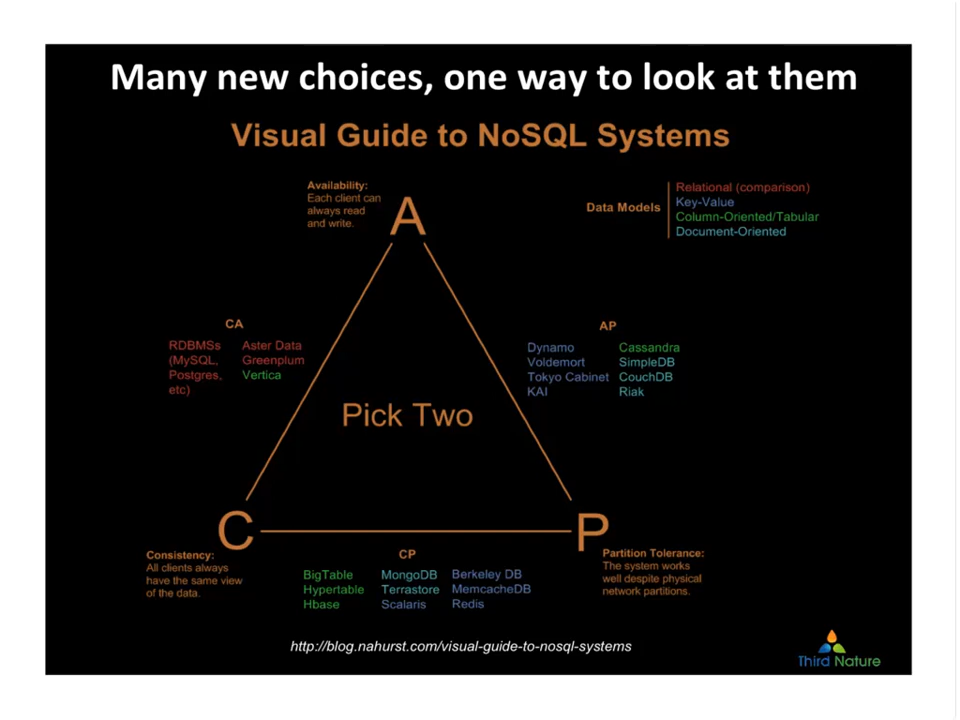 Many new choices, one way to look at them
Visual Guide to NoSQL Systems
Availability:
Each client can
always read
and write.
A
Data Models
Relational (comparison)
Key-Value
Column-Oriented/Tabular
Document-Oriented
CA
RDBMSs
(MySQL,
Postgres,
etc)
Aster Data
Greenplum
Vertica
AP
Dynamo
Voldemort
Tokyo Cabinet
KAI
Cassandra
SimpleDB
CouchDB
Riak
Pick Two
C
P
Consistency:
All clients always
have the same view
of the data.
CP
BigTable
Hypertable
Hbase
MongoDB
Terrastore
Scalaris
Berkeley DB
MemcacheDB
Redis
Partition Tolerance:
The system works
well despite physical
network partitions.
http://blog.nahurst.com/visual-guide-to-nosql-systems
Third Nature